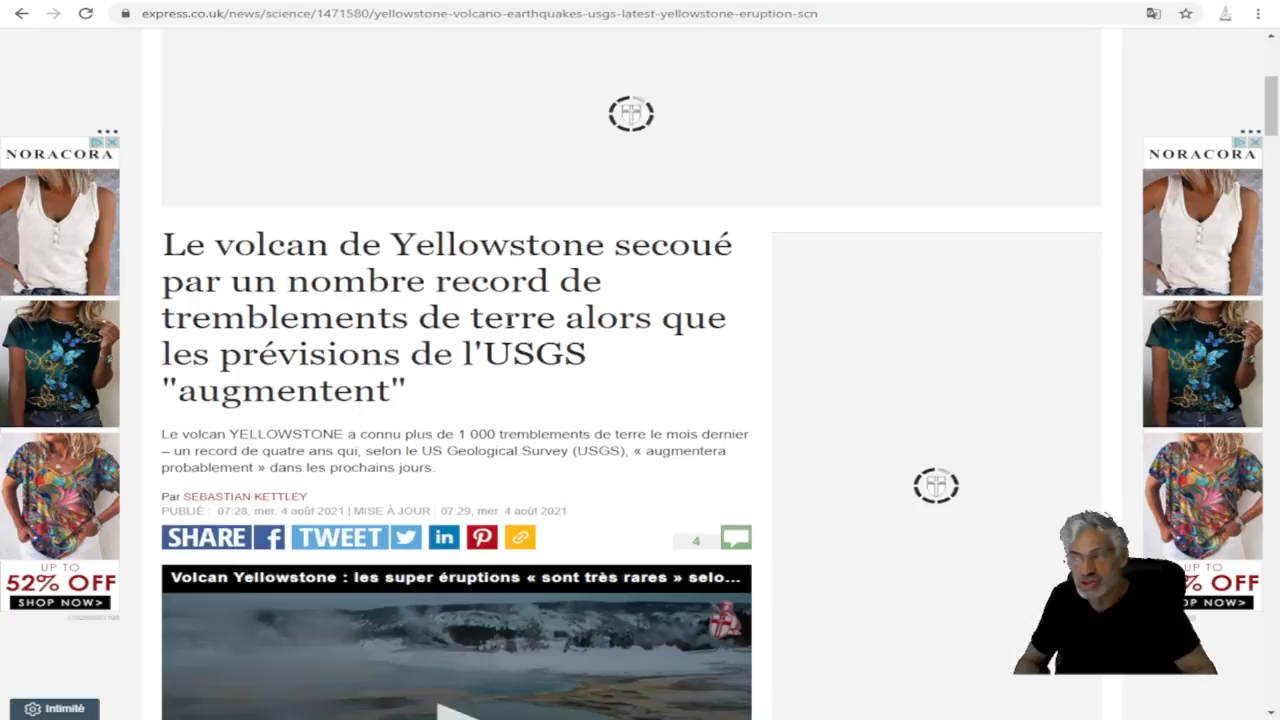 express.co.uk/news/science/1471580/yellowstone-volcano-earthquakes-usgs-latest-yellowstone-eruption-scn
NORACORA
UP TO
52% OFF
SHOP NOW>
Intimité
Le volcan de Yellowstone secoué
par un nombre record de
tremblements de terre alors que
les prévisions de l'USGS
"augmentent"
Le volcan YELLOWSTONE a connu plus de 1 000 tremblements de terre le mois dernier
– un record de quatre ans qui, selon le US Geological Survey (USGS), « augmentera
probablement » dans les prochains jours.
Par SEBASTIAN KETTLEY
PUBLIÉ : 07:28, mer. 4 août 2021 | MISE À JOUR : 07:29, mer. 4 août 2021
SHARE f TWEET in
4
Volcan Yellowstone : les super éruptions « sont très rares » selo...
NORACORA
TO
% OFF
OP NOW>